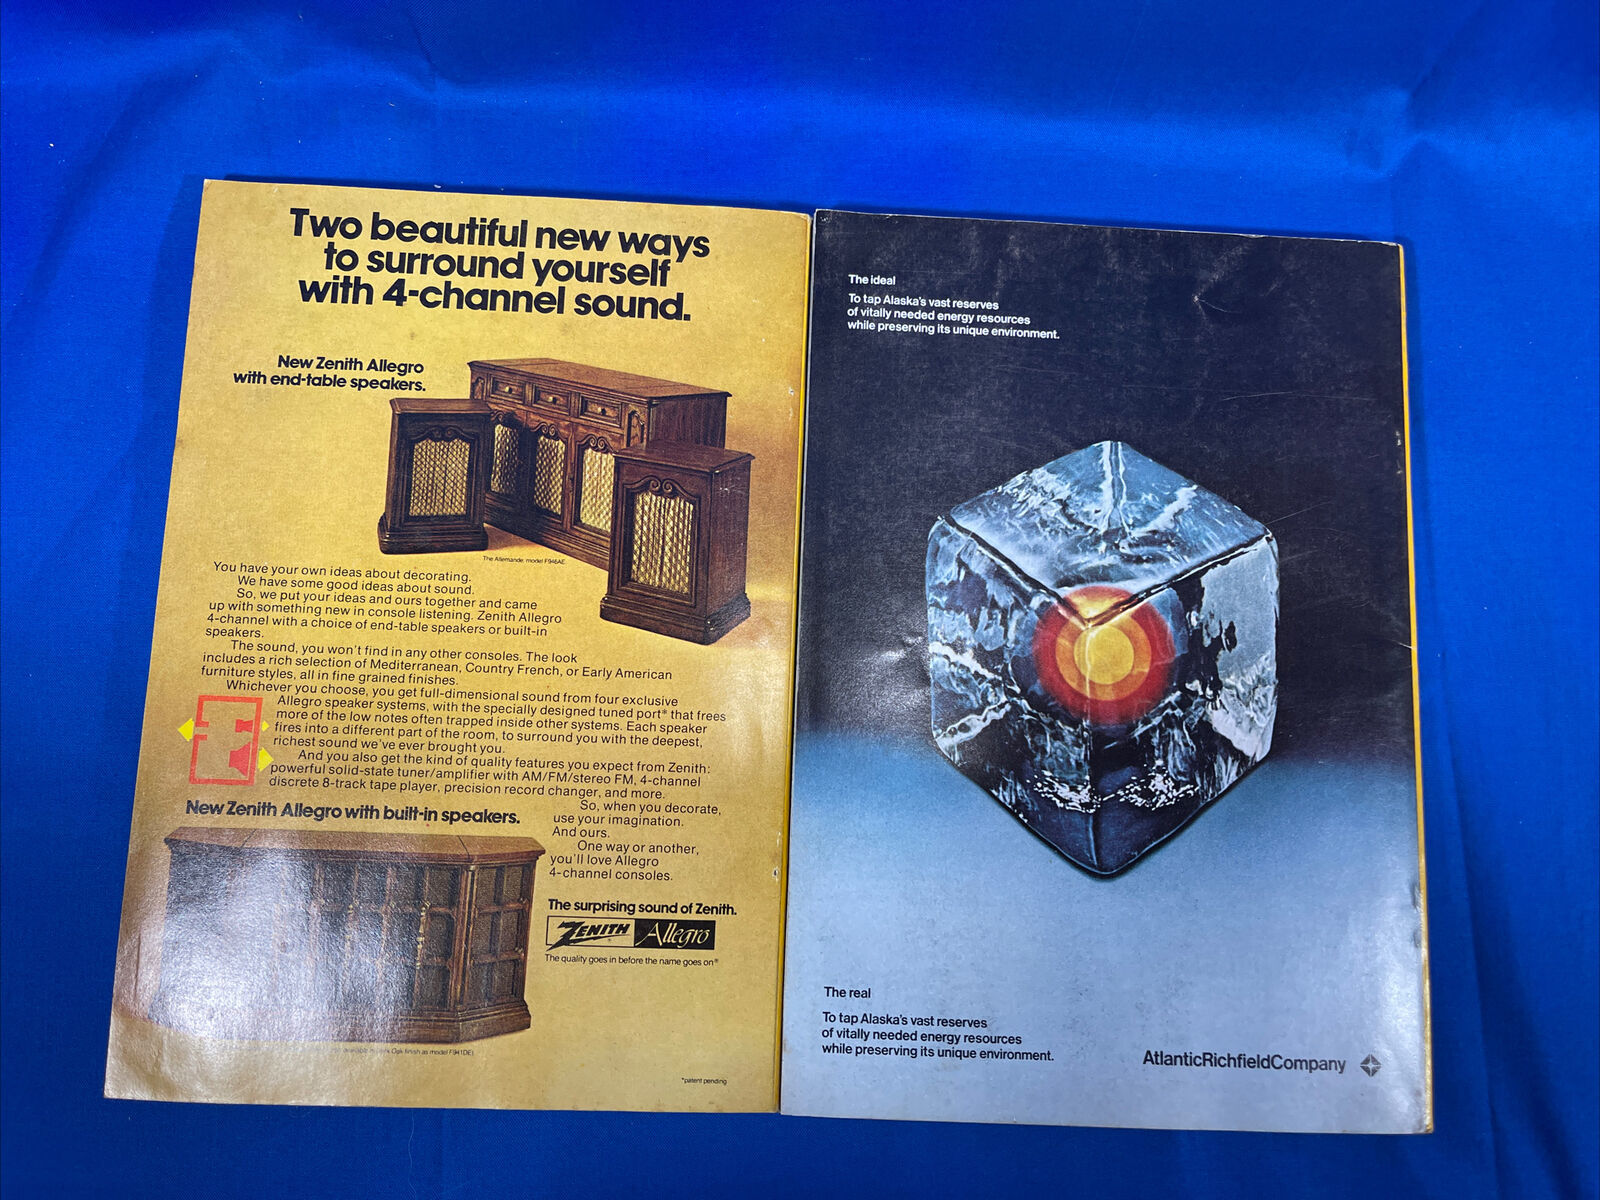 Two beautiful new ways
to surround yourself
with 4-channel sound.
New Zenith Allegro
with end-table speakers.
The Allemande, model F946AE
You have your own ideas about decorating.
We have some good ideas about sound.
So, we put your ideas and ours together and came
up with something new in console listening. Zenith Allegro
4-channel with a choice of end-table speakers or built-in
speakers.
The sound, you won't find in any other consoles. The look
includes a rich selection of Mediterranean, Country French, or Early American
furniture styles, all in fine grained finishes.
Whichever you choose, you get full-dimensional sound from four exclusive
Allegro speaker systems, with the specially designed tuned port* that frees
more of the low notes often trapped inside other systems. Each speaker
fires into a different part of the room, to surround you with the deepest,
richest sound we've ever brought you.
And you also get the kind of quality features you expect from Zenith:
powerful solid-state tuner/amplifier with AM/FM/stereo FM, 4-channel
discrete 8-track tape player, precision record changer, and more.
New Zenith Allegro with built-in speakers.
So, when you decorate,
use your imagination.
And ours.
One way or another,
you'll love Allegro
4-channel consoles.
The surprising sound of Zenith.
ZENITH Allegro
The quality goes in before the name goes on®
Oak finish as model F941DE
*patent pending
The ideal
To tap Alaska's vast reserves
of vitally needed energy resources
while preserving its unique environment.
The real
To tap Alaska's vast reserves
of vitally needed energy resources
while preserving its unique environment.
AtlanticRichfieldCompany